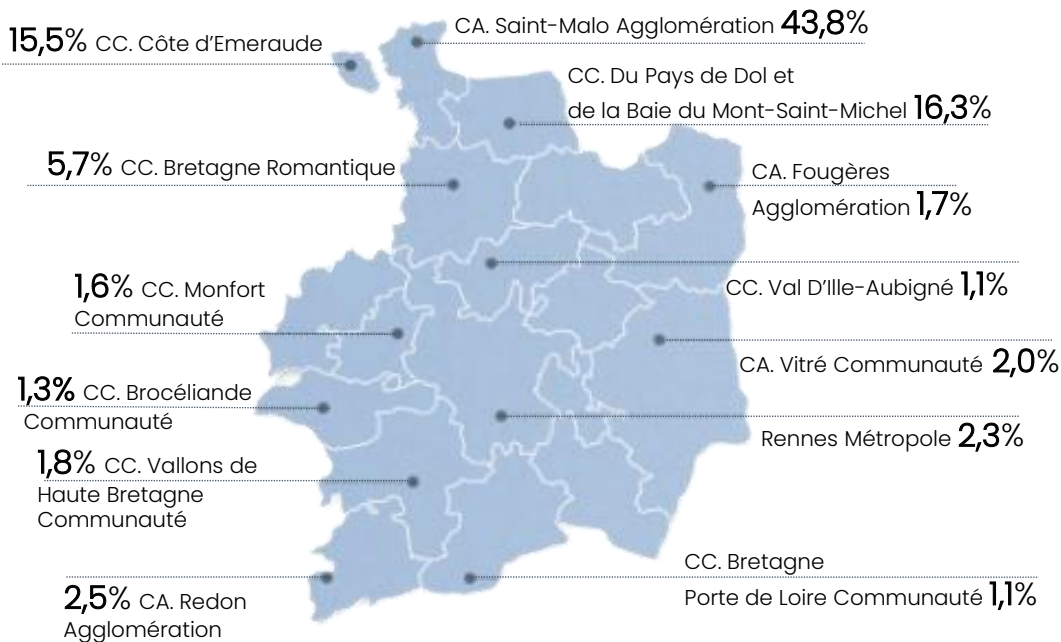 CA. Saint-Malo Agglomération 43,8%
15,5% CC. Côte d'Emeraude
CC. Du Pays de Dol et
de la Baie du Mont-Saint-Michel 16,3%
5,7% CC. Bretagne Romantique
CA. Fougères
Agglomération 1,7%
CC. Val D'Ille-Aubigné 1,1%
1,6% CC. Monfort
Communauté
CA. Vitré Communauté 2,0%
1,3% CC. Brocéliande
Communauté
Rennes Métropole 2,3%
1,8% CC. Vallons de
Haute Bretagne
Communauté
CC. Bretagne
Porte de Loire Communauté 1,1%
2,5% CA. Redon
Agglomération